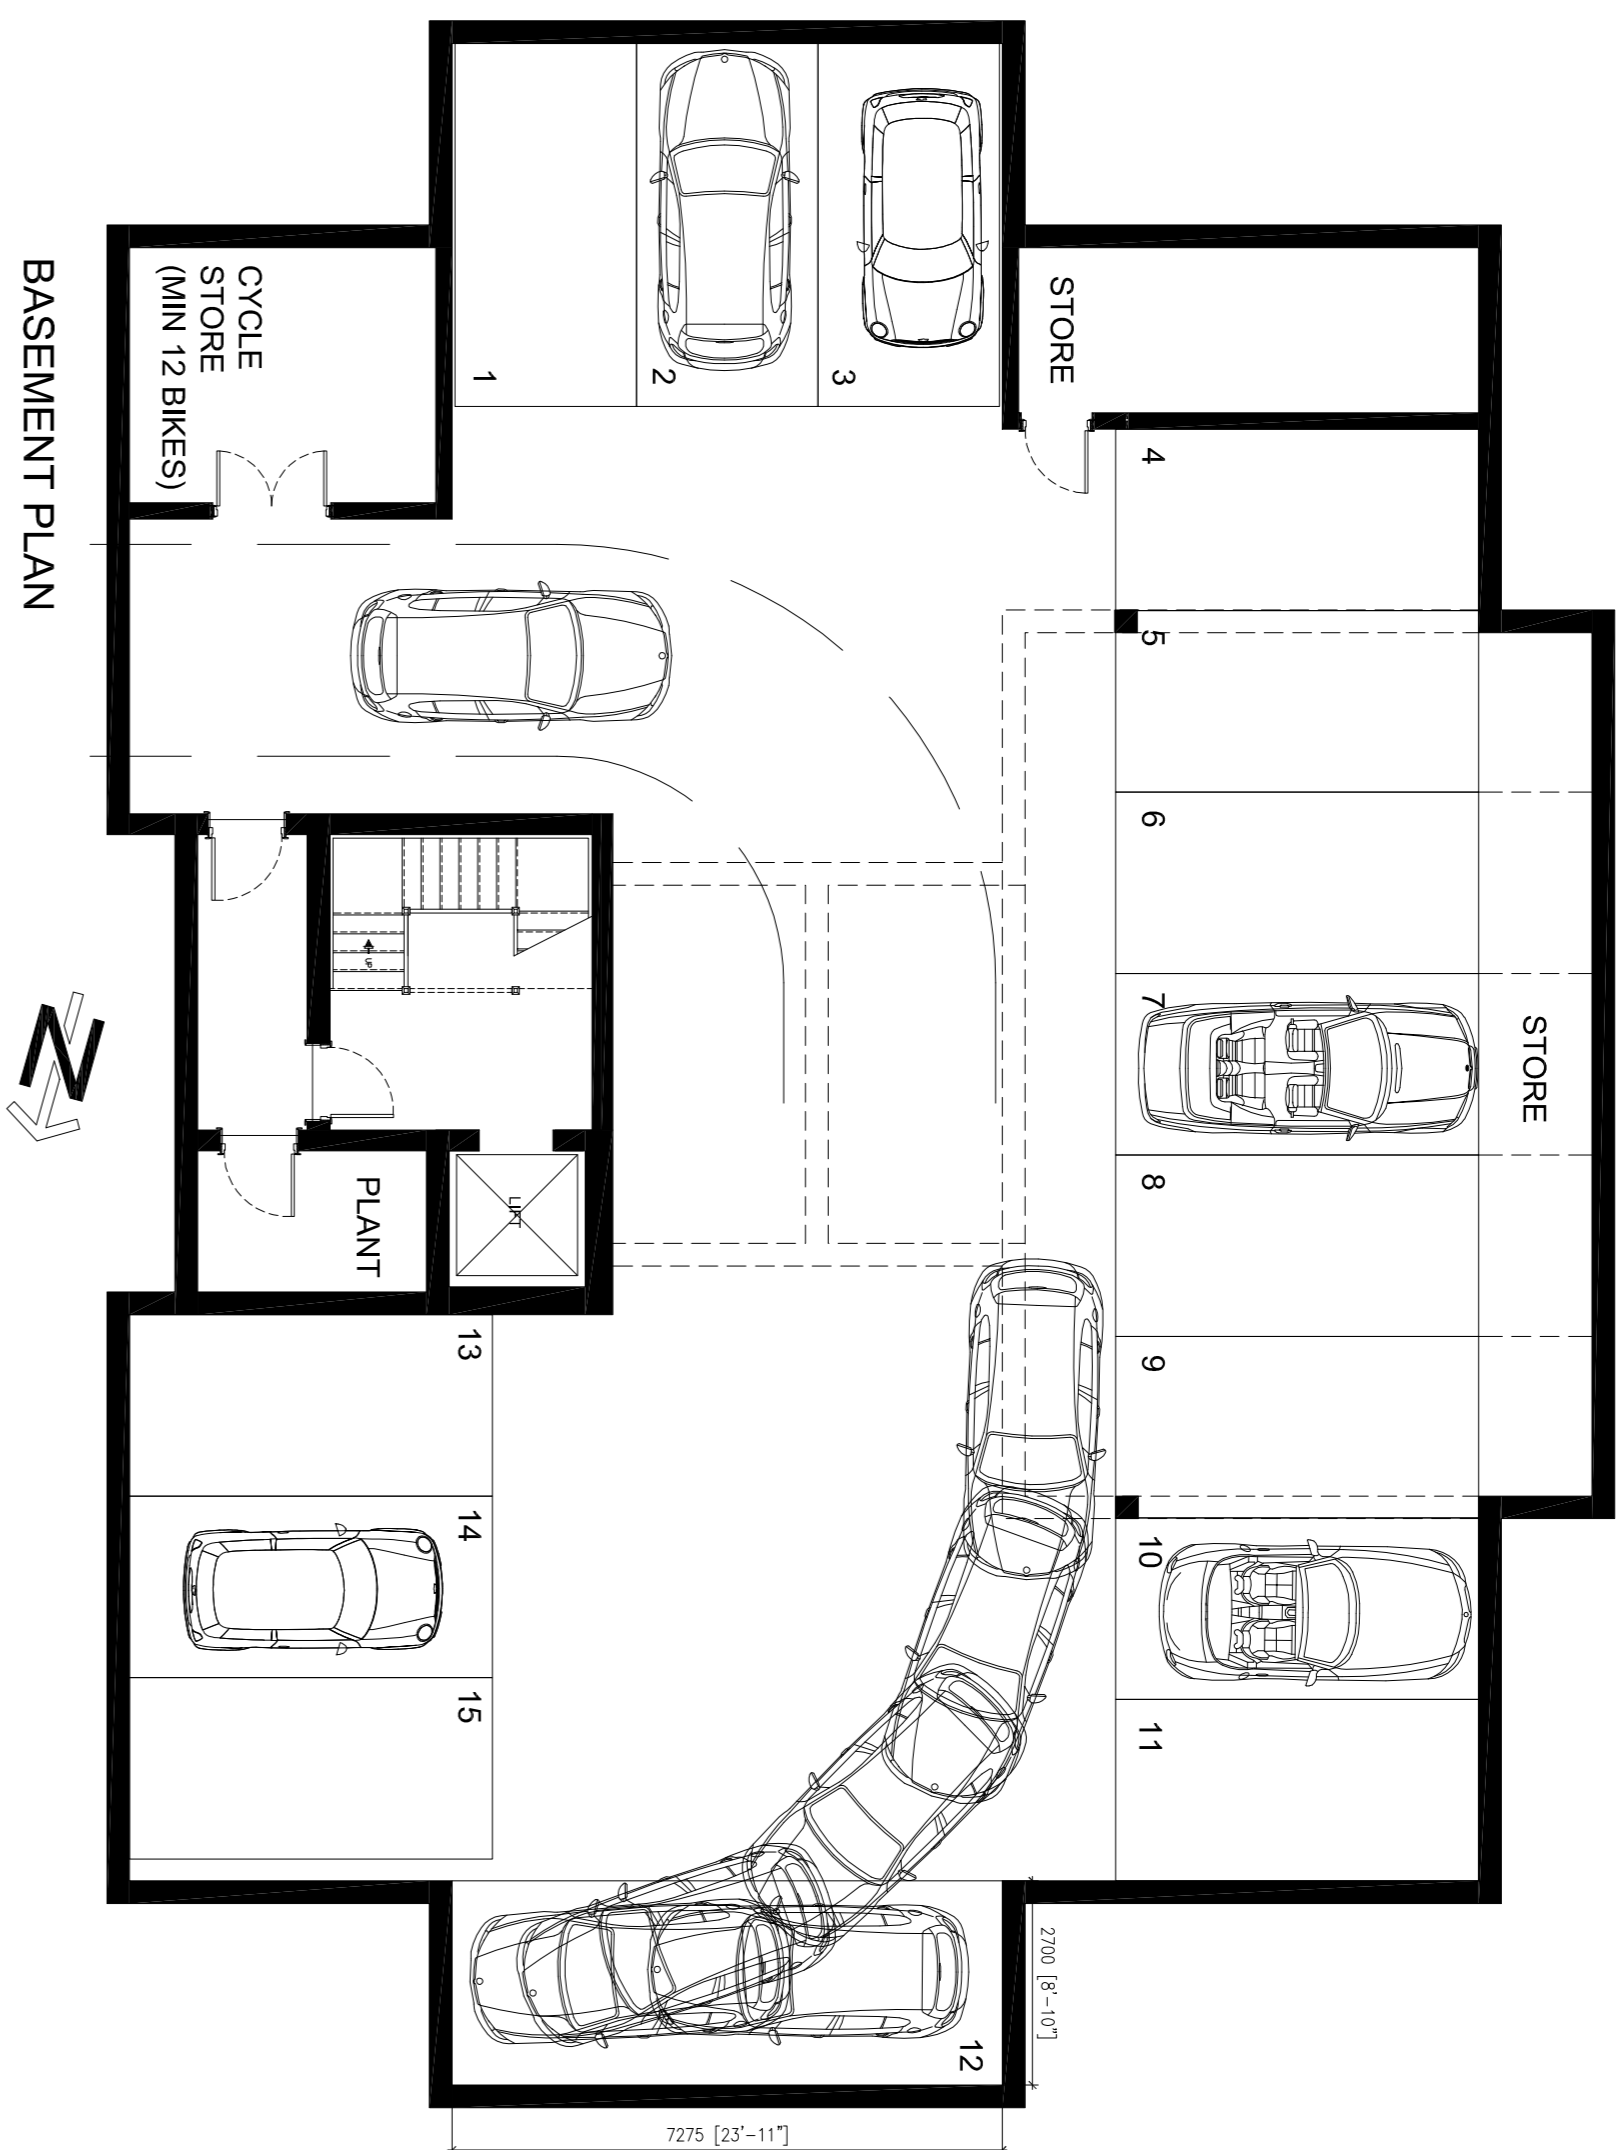 BASEMENT PLAN
CYCLE
STORE
(MIN 12 BIKES)
1
2
3
STORE
4
5
6
7
8
9
10
11
STORE
UP
LIFT
PLANT
13
14
15
12
2700 [8'-10"]
7275 [23'-11"]
N